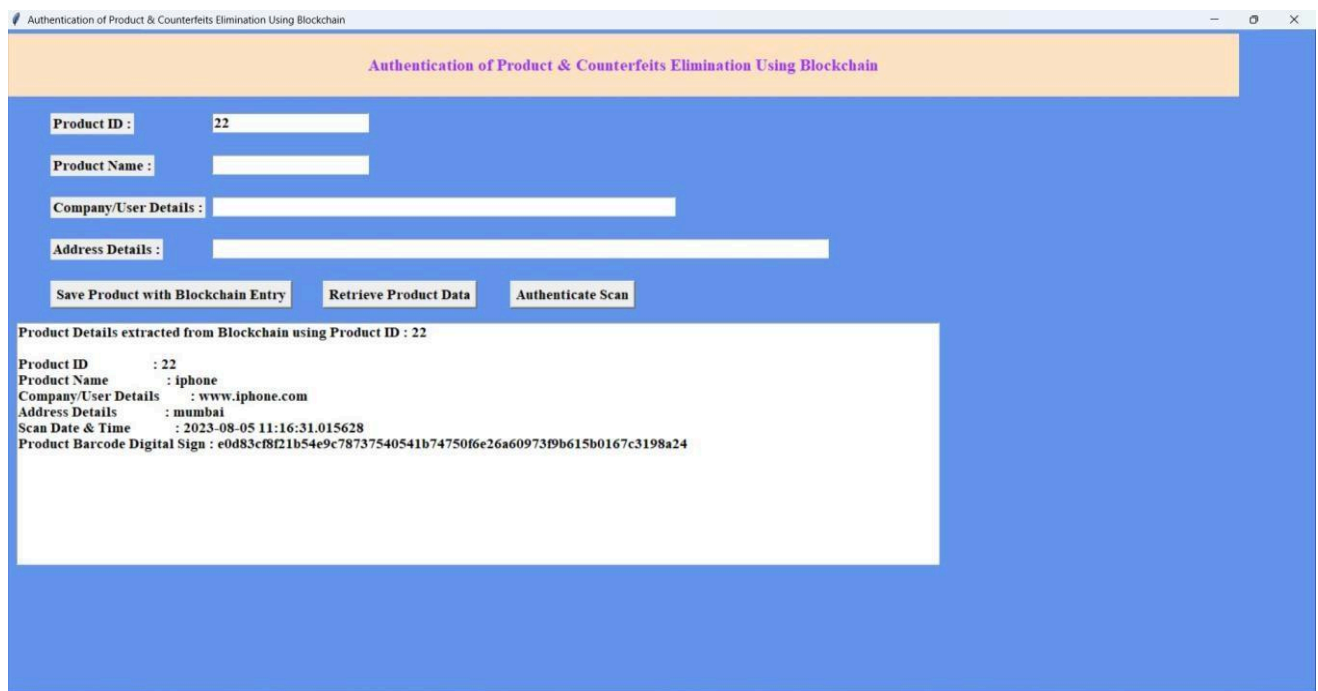 Authentication of Product & Counterfeits Elimination Using Blockchain
Authentication of Product & Counterfeits Elimination Using Blockchain
Product ID : 22
Product Name :
Company/User Details :
Address Details :
Save Product with Blockchain Entry Retrieve Product Data Authenticate Scan
Product Details extracted from Blockchain using Product ID : 22
Product ID : 22
Product Name : iphone
Company/User Details : www.iphone.com
Address Details : mumbai
Scan Date & Time : 2023-08-05 11:16:31.015628
Product Barcode Digital Sign : e0d83cf8f21b54e9c78737540541b74750f6e26a60973f9b615b0167c3198a24